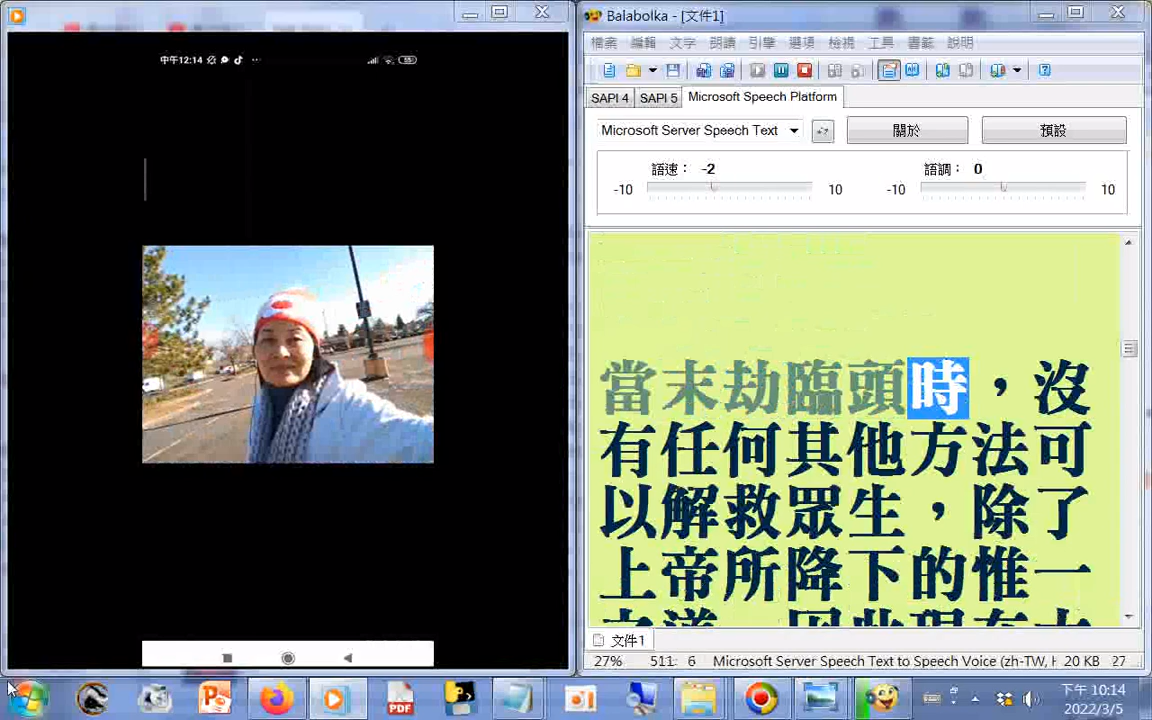 中午12:14
55
Balabolka - [文件1]
檔案 編輯 文字 朗讀 引擎 選項 檢視 工具 書籤 說明
SAPI 4 SAPI 5 Microsoft Speech Platform
Microsoft Server Speech Text
關於
預設
語速： -2
語調： 0
-10 10 -10 10
當末劫臨頭時，沒
有任何其他方法可
以解救眾生，除了
上帝所降下的惟一
文件1
27% 511: 6 Microsoft Server Speech Text to Speech Voice (zh-TW, H 20 KB 27
下午 10:14
2022/3/5